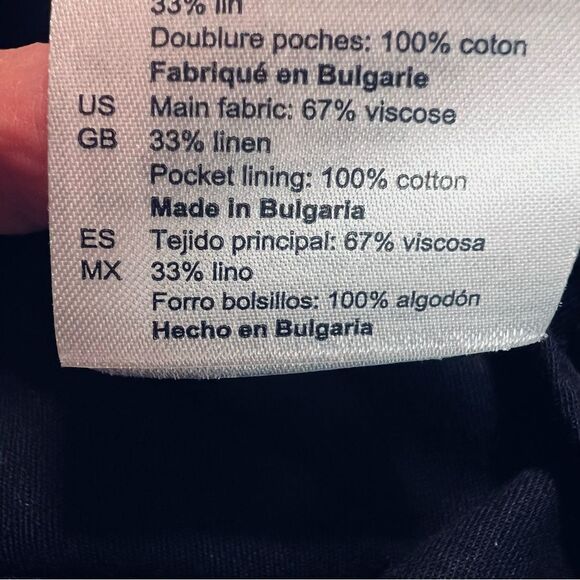 33% lin
Doublure poches: 100% coton
Fabriqué en Bulgarie
US Main fabric: 67% viscose
GB 33% linen
Pocket lining: 100% cotton
Made in Bulgaria
ES Tejido principal: 67% viscosa
MX 33% lino
Forro bolsillos: 100% algodón
Hecho en Bulgaria